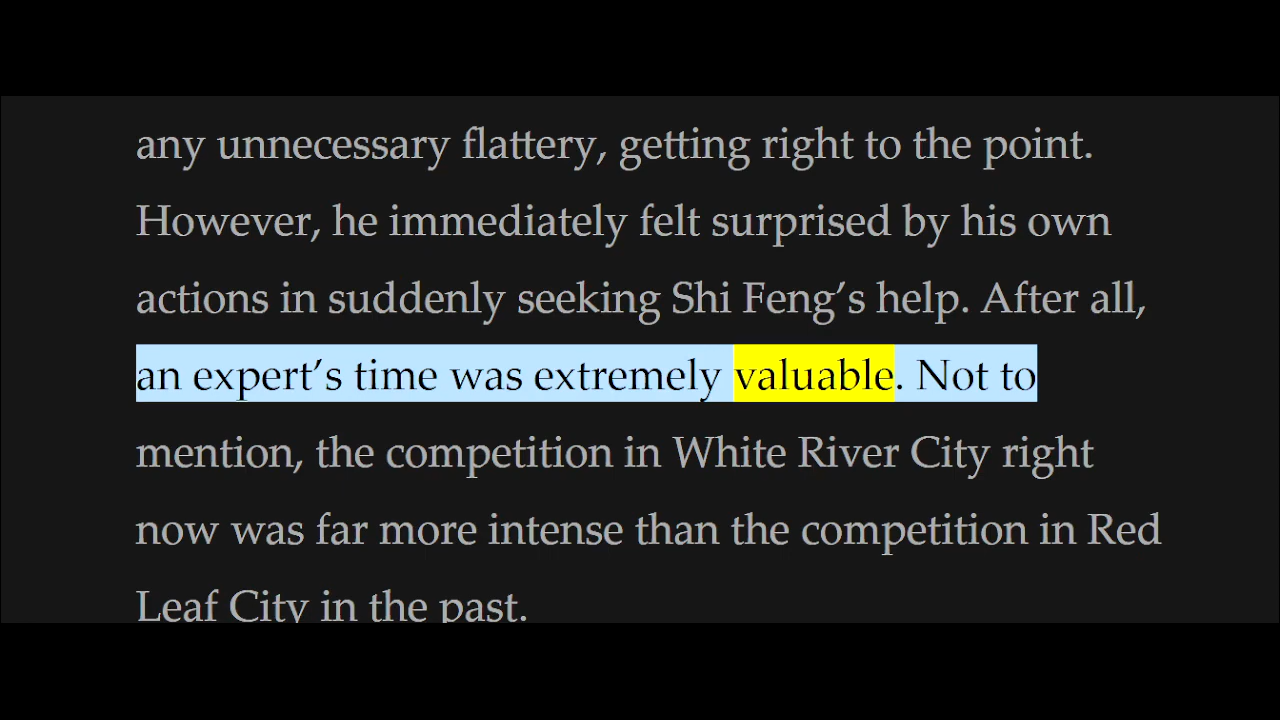 any unnecessary flattery, getting right to the point.
However, he immediately felt surprised by his own
actions in suddenly seeking Shi Feng’s help. After all,
an expert’s time was extremely valuable. Not to
mention, the competition in White River City right
now was far more intense than the competition in Red
Leaf City in the past.